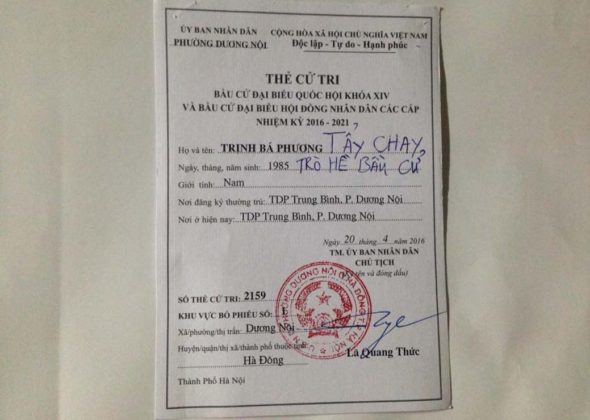 ỦY BAN NHÂN DÂN CỘNG HÒA XÃ HỘI CHỦ NGHĨA VIỆT NAM
PHƯỜNG DƯƠNG NỘI Độc lập - Tự do - Hạnh phúc
THẺ CỬ TRI
BẦU CỬ ĐẠI BIỂU QUỐC HỘI KHÓA XIV
VÀ BẦU CỬ ĐẠI BIỂU HỘI ĐỒNG NHÂN DÂN CÁC CẤP
NHIỆM KỲ 2016 - 2021
Họ và tên: TRỊNH BÁ PHƯƠNG TẨY CHAY
Ngày, tháng, năm sinh: 1985 TRÒ HỀ BẦU CỬ
Giới tính: Nam
Nơi đăng ký thường trú: TDP Trung Bình, P. Dương Nội
Nơi ở hiện nay: TDP Trung Bình, P. Dương Nội
Ngày 20 tháng 4 năm 2016
TM. ỦY BAN NHÂN DÂN
CHỦ TỊCH
tên và đóng dấu)
SỐ THẺ CỬ TRI: 2159
KHU VỰC BỎ PHIẾU SỐ: 1
Xã/phường/thị trấn: Dương Nội
Huyện/quận/thị xã/thành phố thuộc tỉnh:
Hà Đông Lã Quang Thức
Thành Phố Hà Nội